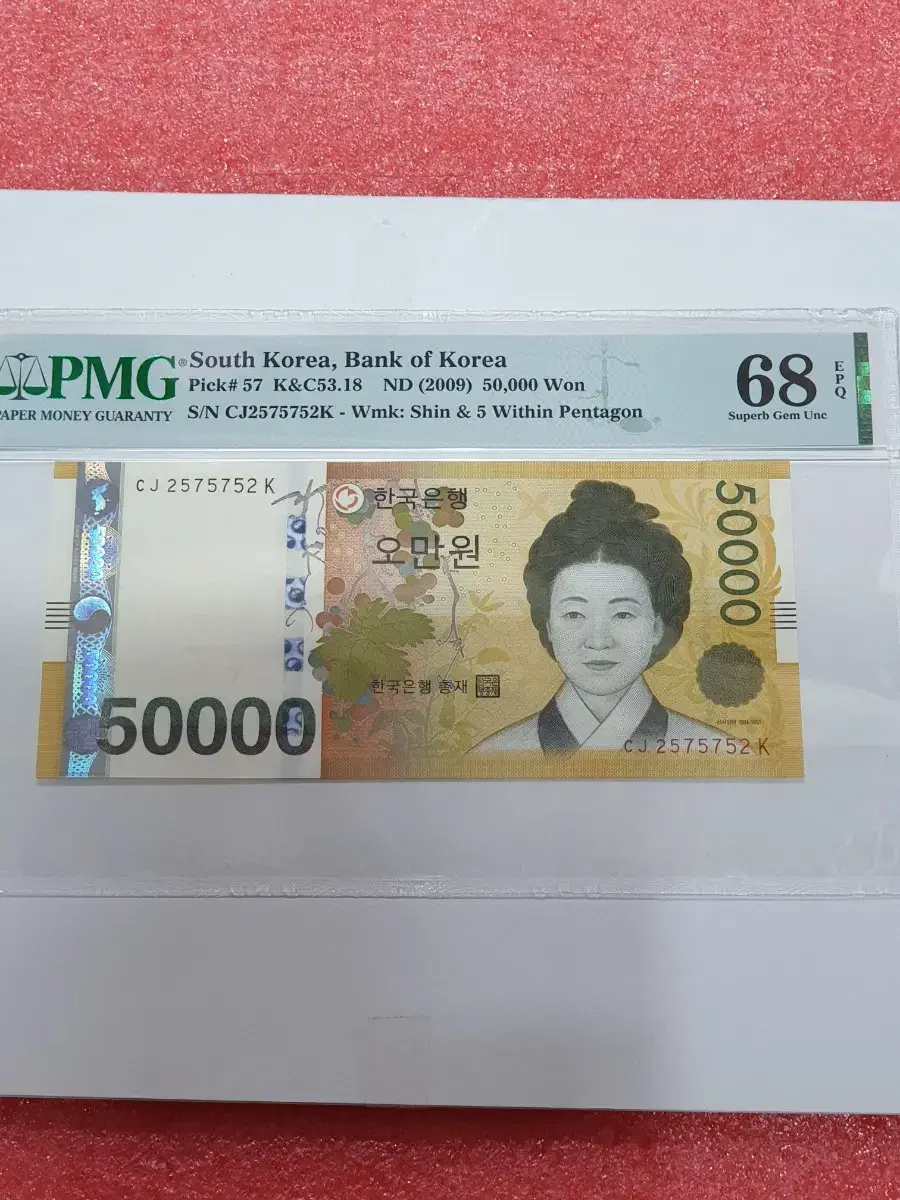 PMG® South Korea, Bank of Korea
Pick# 57 K&C53.18 ND (2009) 50,000 Won
PAPER MONEY GUARANTY S/N CJ2575752K - Wmk: Shin & 5 Within Pentagon
68
Superb Gem Unc
EPQ
CJ 2575752 K
한국은행
오만원
50000
한국은행 총재
50000
CJ 2575752 K